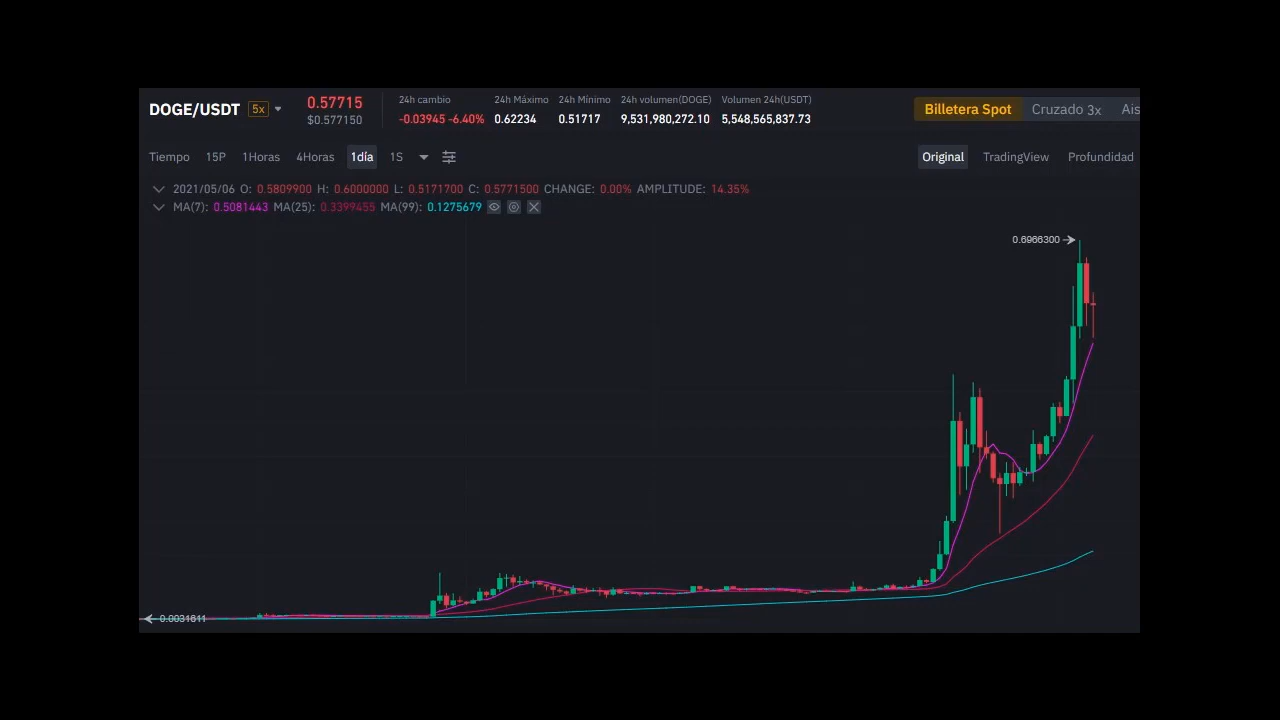 DOGE/USDT 5x 0.57715 $0.577150
24h cambio -0.03945 -6.40%
24h Máximo 0.62234
24h Mínimo 0.51717
24h volumen(DOGE) 9,531,980,272.10
Volumen 24h(USDT) 5,548,565,837.73
Billetera Spot Cruzado 3x Ais
Tiempo 15P 1Horas 4Horas 1día 1S Original TradingView Profundidad
2021/05/06 O: 0.5809900 H: 0.6000000 L: 0.5171700 C: 0.5771500 CHANGE: 0.00% AMPLITUDE: 14.35%
MA(7): 0.5081443 MA(25): 0.3399455 MA(99): 0.1275679
0.6966300
0.0031611